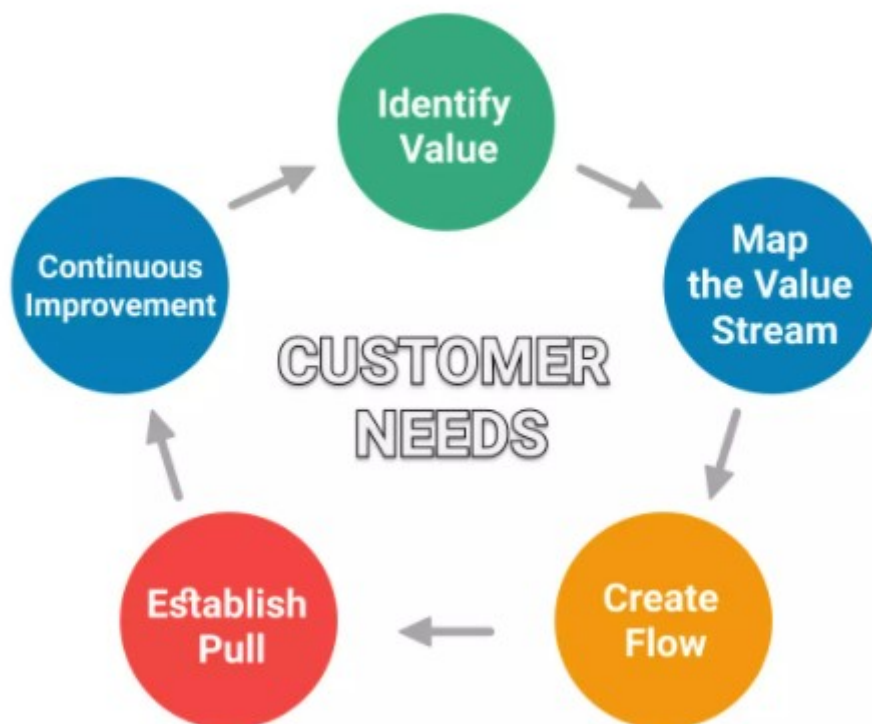 Identify
Value
Map
the Value
Stream
Create
Flow
Establish
Pull
Continuous
Improvement
CUSTOMER
NEEDS